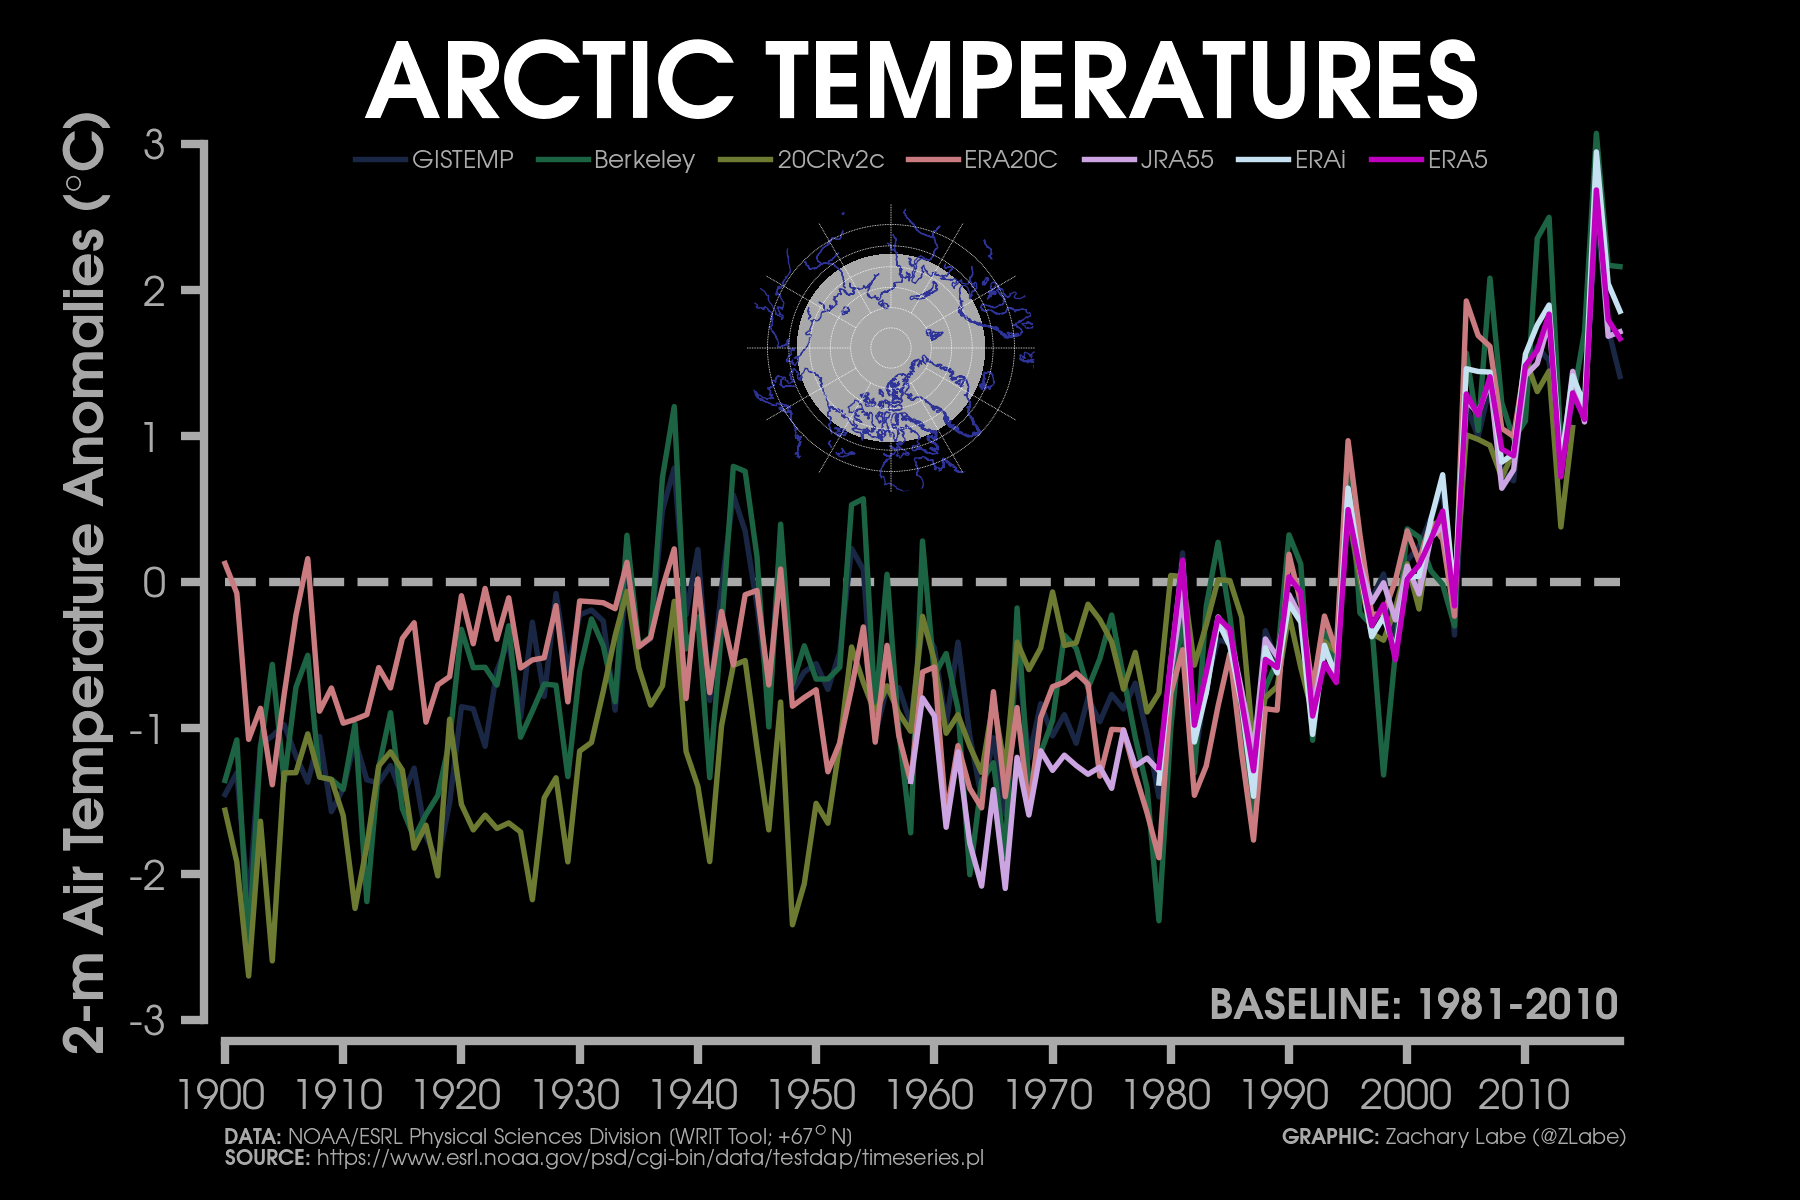 ARCTIC TEMPERATURES
GISTEMP Berkeley 20CRv2c ERA20C JRA55 ERAi ERA5
2-m Air Temperature Anomalies (°C)
3
2
1
0
-1
-2
-3
BASELINE: 1981-2010
1900 1910 1920 1930 1940 1950 1960 1970 1980 1990 2000 2010
DATA: NOAA/ESRL Physical Sciences Division (WRIT Tool; +67°N)
GRAPHIC: Zachary Labe (@ZLabe)
SOURCE: https://www.esrl.noaa.gov/psd/cgi-bin/data/testdap/timeseries.pl